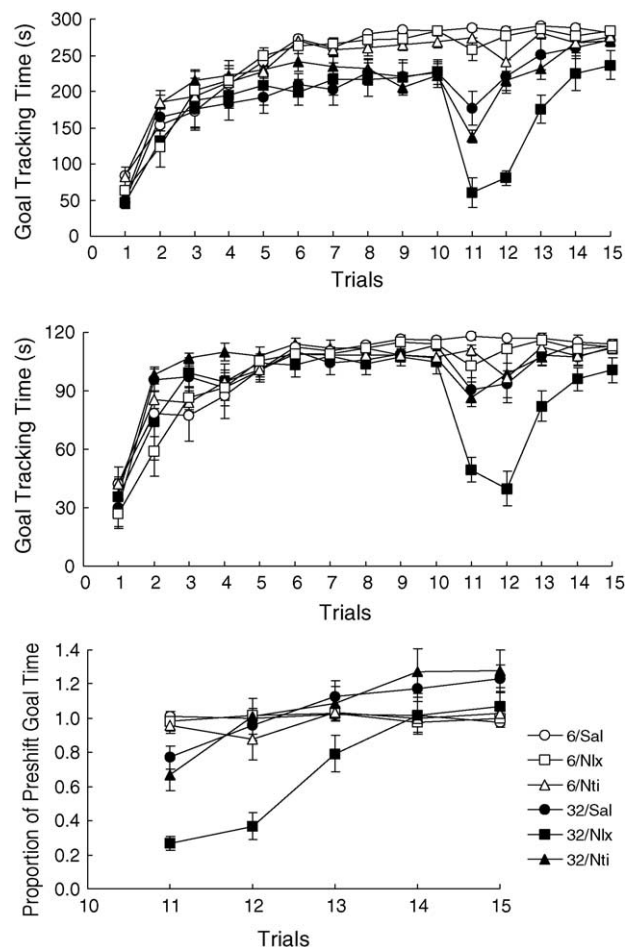 Goal Tracking Time (s)
300
250
200
150
100
50
0
0 1 2 3 4 5 6 7 8 9 10 11 12 13 14 15
Trials
Goal Tracking Time (s)
120
90
60
30
0
0 1 2 3 4 5 6 7 8 9 10 11 12 13 14 15
Trials
Proportion of Preshift Goal Time
1.4
1.2
1.0
0.8
0.6
0.4
0.2
0.0
10 11 12 13 14 15
Trials
6/Sal
6/Nlx
6/Nti
32/Sal
32/Nlx
32/Nti